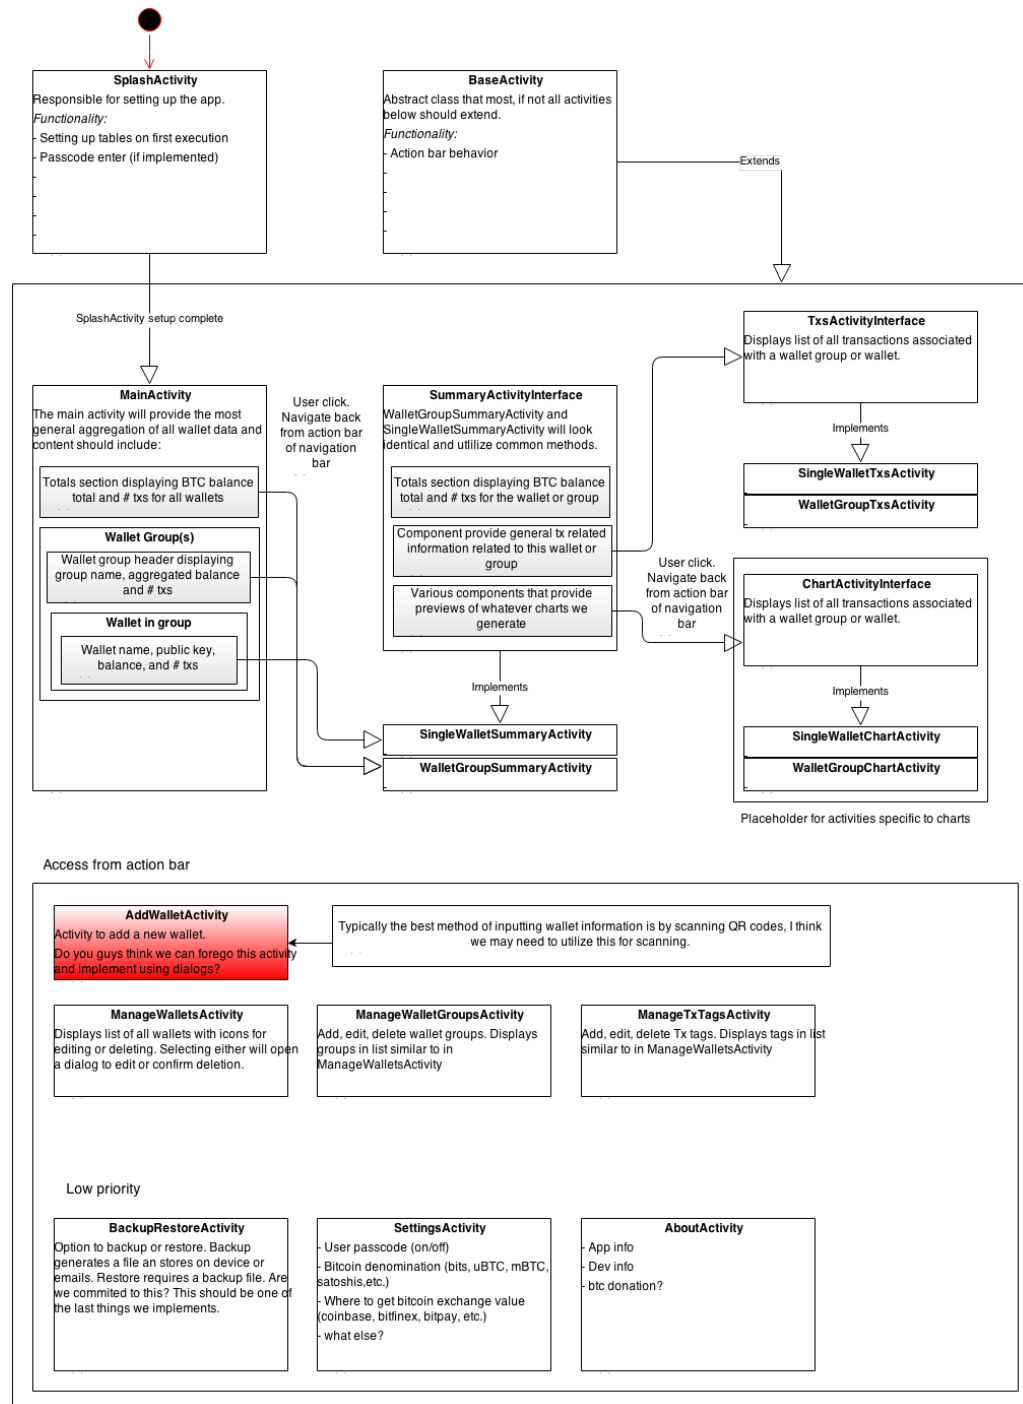 SplashActivity
Responsible for setting up the app.
Functionality:
- Setting up tables on first execution
- Passcode enter (if implemented)
-
-
-
-
BaseActivity
Abstract class that most, if not all activities
below should extend.
Functionality:
- Action bar behavior
-
-
-
-
Extends
SplashActivity setup complete
MainActivity
The main activity will provide the most
general aggregation of all wallet data and
content should include:
Totals section displaying BTC balance
total and # txs for all wallets
Wallet Group(s)
Wallet group header displaying
group name, aggregated balance
and # txs
Wallet in group
Wallet name, public key,
balance, and # txs
User click.
Navigate back
from action bar
of navigation
bar
SummaryActivityInterface
WalletGroupSummaryActivity and
SingleWalletSummaryActivity will look
identical and utlilize common methods.
Totals section displaying BTC balance
total and # txs for the wallet or group
Component provide general tx related
information related to this wallet or
group
Various components that provide
previews of whatever charts we
generate
Implements
SingleWalletSummaryActivity
-
WalletGroupSummaryActivity
-
TxsActivityInterface
Displays list of all transactions associated
with a wallet group or wallet.
Implements
SingleWalletTxsActivity
-
WalletGroupTxsActivity
-
User click.
Navigate back
from action bar
of navigation
bar
ChartActivityInterface
Displays list of all transactions associated
with a wallet group or wallet.
Implements
SingleWalletChartActivity
-
WalletGroupChartActivity
-
Placeholder for activities specific to charts
Access from action bar
AddWalletActivity
Activity to add a new wallet.
Do you guys think we can forego this activity
and implement using dialogs?
Typically the best method of inputting wallet information is by scanning QR codes, I think
we may need to utilize this for scanning.
ManageWalletsActivity
Displays list of all wallets with icons for
editing or deleting. Selecting either will open
a dialog to edit or confirm deletion.
ManageWalletGroupsActivity
Add, edit, delete wallet groups. Displays
groups in list similar to in
ManageWalletsActivity
ManageTxTagsActivity
Add, edit, delete Tx tags. Displays tags in list
similar to in ManageWalletsActivity
Low priority
BackupRestoreActivity
Option to backup or restore. Backup
generates a file an stores on device or
emails. Restore requires a backup file. Are
we commited to this? This should be one of
the last things we implements.
SettingsActivity
- User passcode (on/off)
- Bitcoin denomination (bits, uBTC, mBTC,
satoshis,etc.)
- Where to get bitcoin exchange value
(coinbase, bitfinex, bitpay, etc.)
- what else?
AboutActivity
- App info
- Dev info
- btc donation?